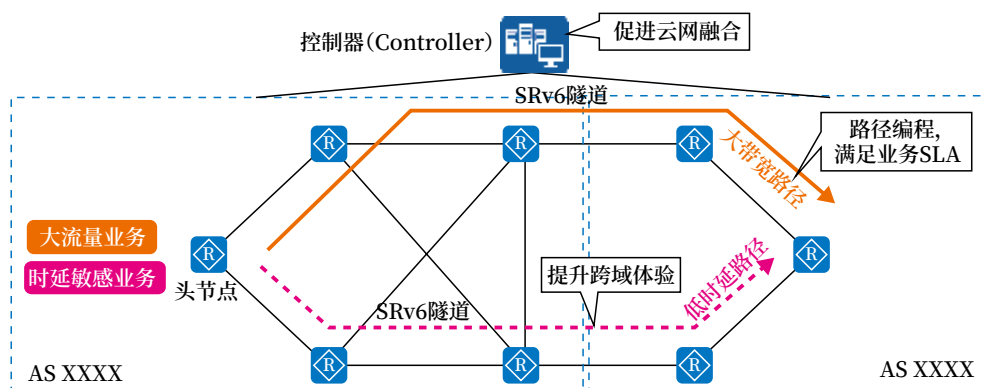 控制器(Controller)
促进云网融合
SRv6隧道
R
R
R
大带宽路径
路径编程，
满足业务SLA
大流量业务
时延敏感业务
R
头节点
R
提升跨域体验
低时延路径
SRv6隧道
R
R
R
AS XXXX
AS XXXX